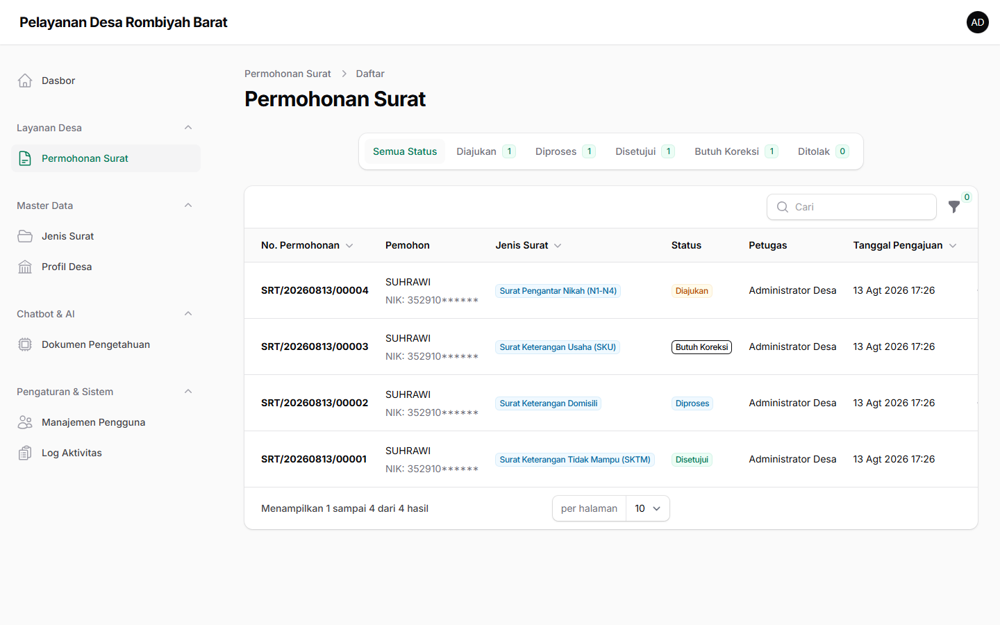 Pelayanan Desa Rombiyah Barat
AD
Dasbor
Layanan Desa
Permohonan Surat
Master Data
Jenis Surat
Profil Desa
Chatbot & AI
Dokumen Pengetahuan
Pengaturan & Sistem
Manajemen Pengguna
Log Aktivitas
Permohonan Surat > Daftar
Permohonan Surat
Semua Status Diajukan 1 Diproses 1 Disetujui 1 Butuh Koreksi 1 Ditolak 0
Cari 0
No. Permohonan Pemohon Jenis Surat Status Petugas Tanggal Pengajuan
SUHRAWI
SRT/20260813/00004 Surat Pengantar Nikah (N1-N4) Diajukan Administrator Desa 13 Agt 2026 17:26
NIK: 352910******
SUHRAWI
SRT/20260813/00003 Surat Keterangan Usaha (SKU) Butuh Koreksi Administrator Desa 13 Agt 2026 17:26
NIK: 352910******
SUHRAWI
SRT/20260813/00002 Surat Keterangan Domisili Diproses Administrator Desa 13 Agt 2026 17:26
NIK: 352910******
SUHRAWI
SRT/20260813/00001 Surat Keterangan Tidak Mampu (SKTM) Disetujui Administrator Desa 13 Agt 2026 17:26
NIK: 352910******
Menampilkan 1 sampai 4 dari 4 hasil per halaman 10